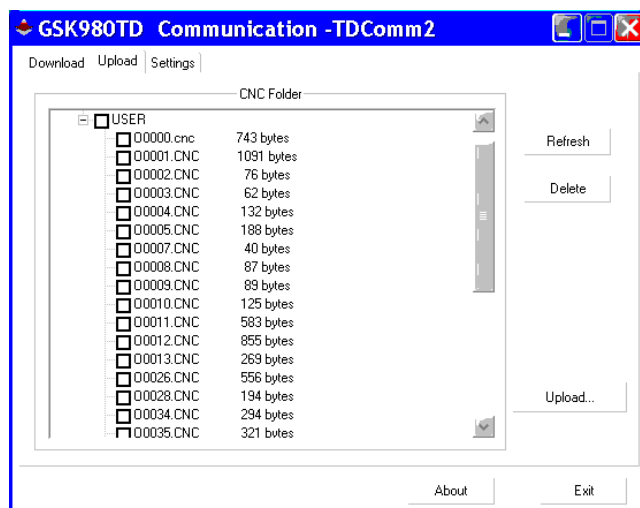 GSK980TD Communication -TDComm2
Download Upload Settings
CNC Folder
USER
O0000.cnc 743 bytes
O0001.CNC 1091 bytes
O0002.CNC 76 bytes
O0003.CNC 62 bytes
O0004.CNC 132 bytes
O0005.CNC 188 bytes
O0007.CNC 40 bytes
O0008.CNC 87 bytes
O0009.CNC 89 bytes
O0010.CNC 125 bytes
O0011.CNC 583 bytes
O0012.CNC 855 bytes
O0013.CNC 269 bytes
O0026.CNC 556 bytes
O0028.CNC 194 bytes
O0034.CNC 294 bytes
O0035.CNC 321 bytes
Refresh
Delete
Upload...
About
Exit